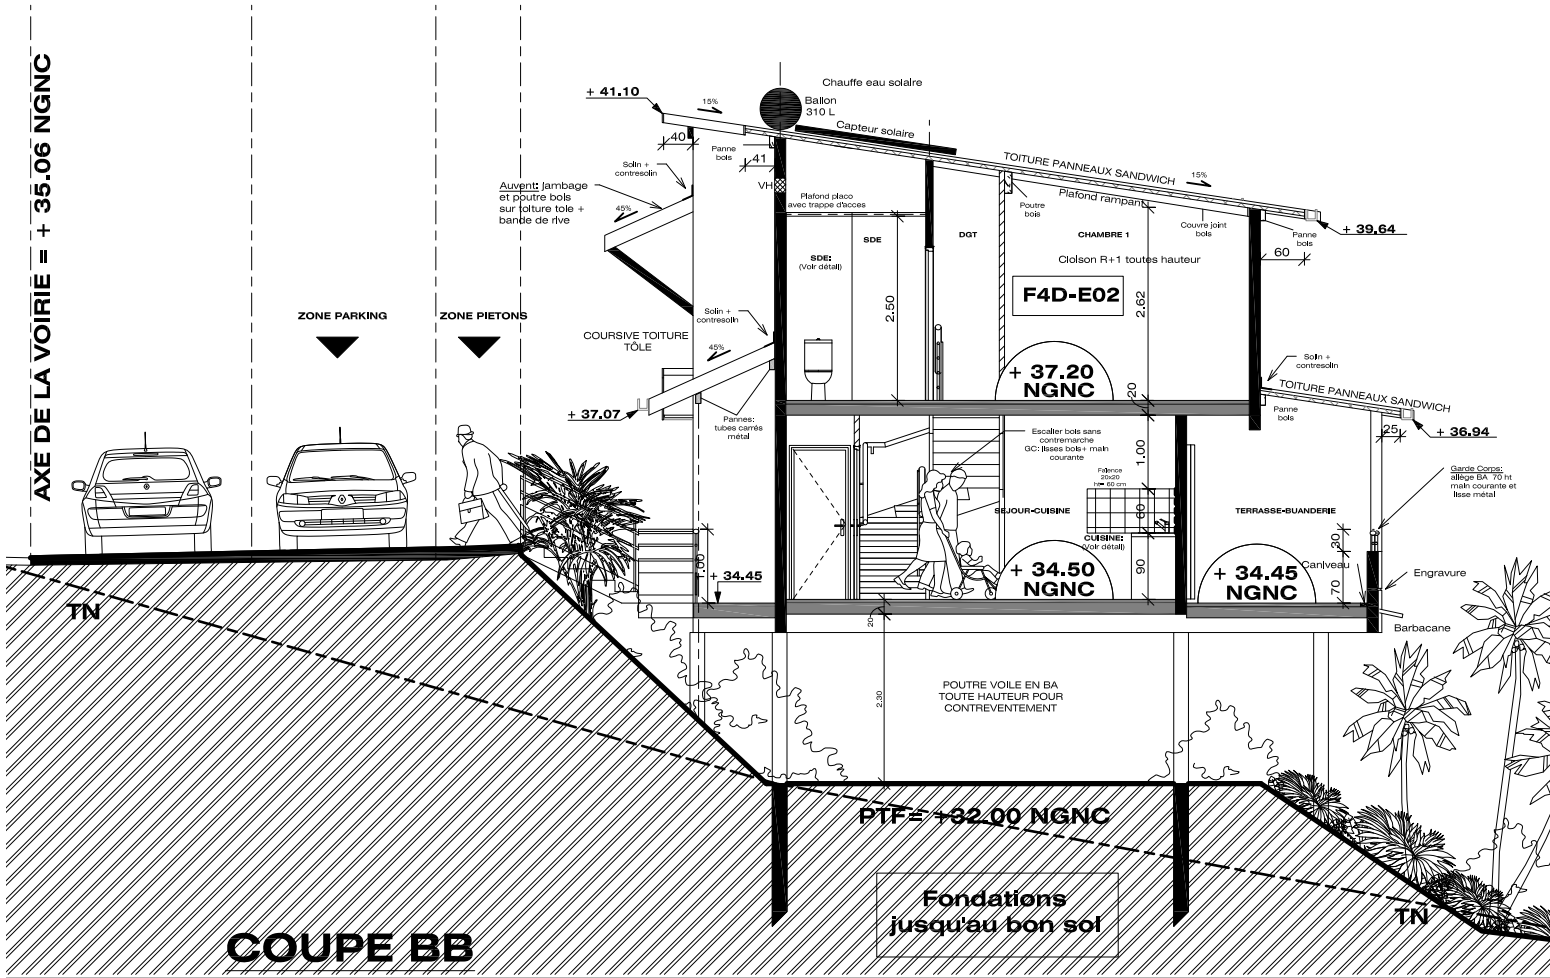 AXE DE LA VOIRIE = + 35.06 NGNC
ZONE PARKING
ZONE PIETONS
TN
COUPE BB
+ 41.10
15%
40
Panne
bois
41
Solin +
contresolin
Auvent: jambage
et poutre bois
sur toiture tole +
bande de rive
45%
VH
Chauffe eau solaire
Ballon
310 L
Capteur solaire
TOITURE PANNEAUX SANDWICH
15%
Plafond rampant
Plafond placo
avec trappe d'acces
Poutre
bois
Couvre joint
bois
Panne
bois
+ 39.64
60
SDE:
(Voir détail)
SDE
DGT
CHAMBRE 1
Cloison R+1 toutes hauteur
F4D-E02
2.50
2.62
Solin +
contresolin
45%
COURSIVE TOITURE
TÔLE
+ 37.07
Pannes:
tubes carrés
métal
+ 37.20
NGNC
20
Solin +
contresolin
TOITURE PANNEAUX SANDWICH
Panne
bois
25
+ 36.94
Escalier bois sans
contremarche
GC: lisses bois+ main
courante
1.00
Faïence
20x20
ht= 60 cm
60
Garde Corps:
allège BA 70 ht
main courante et
lisse métal
SEJOUR-CUISINE
TERRASSE-BUANDERIE
CUISINE:
(Voir détail)
30
1.00
+ 34.45
+ 34.50
NGNC
90
+ 34.45
NGNC
Caniveau
70
Engravure
Barbacane
20
2.30
POUTRE VOILE EN BA
TOUTE HAUTEUR POUR
CONTREVENTEMENT
PTF= +32.00 NGNC
Fondations
jusqu'au bon sol
TN